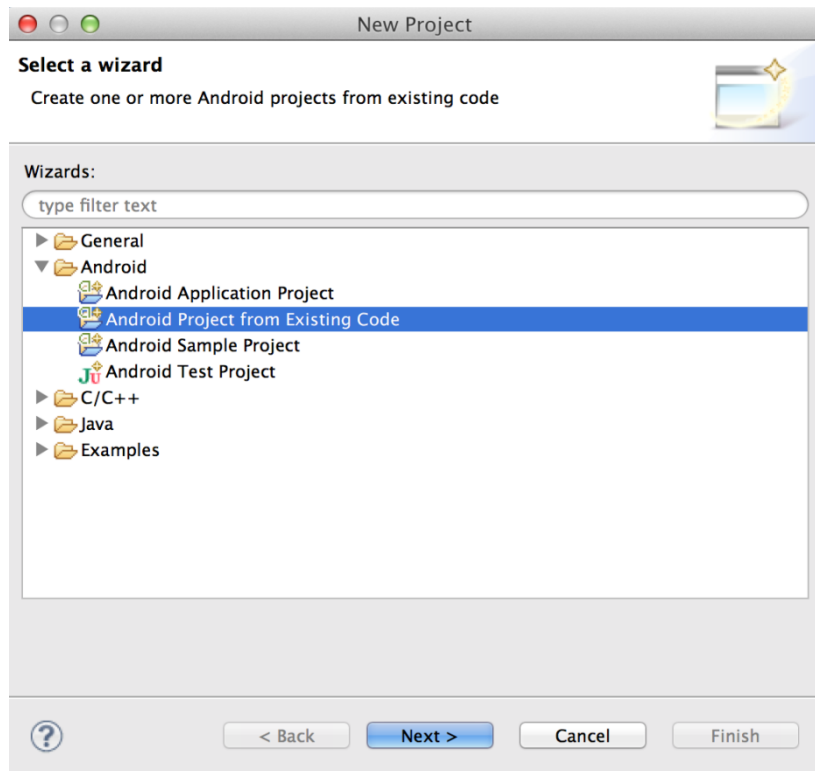 New Project
Select a wizard
Create one or more Android projects from existing code
Wizards:
type filter text
General
Android
Android Application Project
Android Project from Existing Code
Android Sample Project
Android Test Project
C/C++
Java
Examples
? < Back Next > Cancel Finish